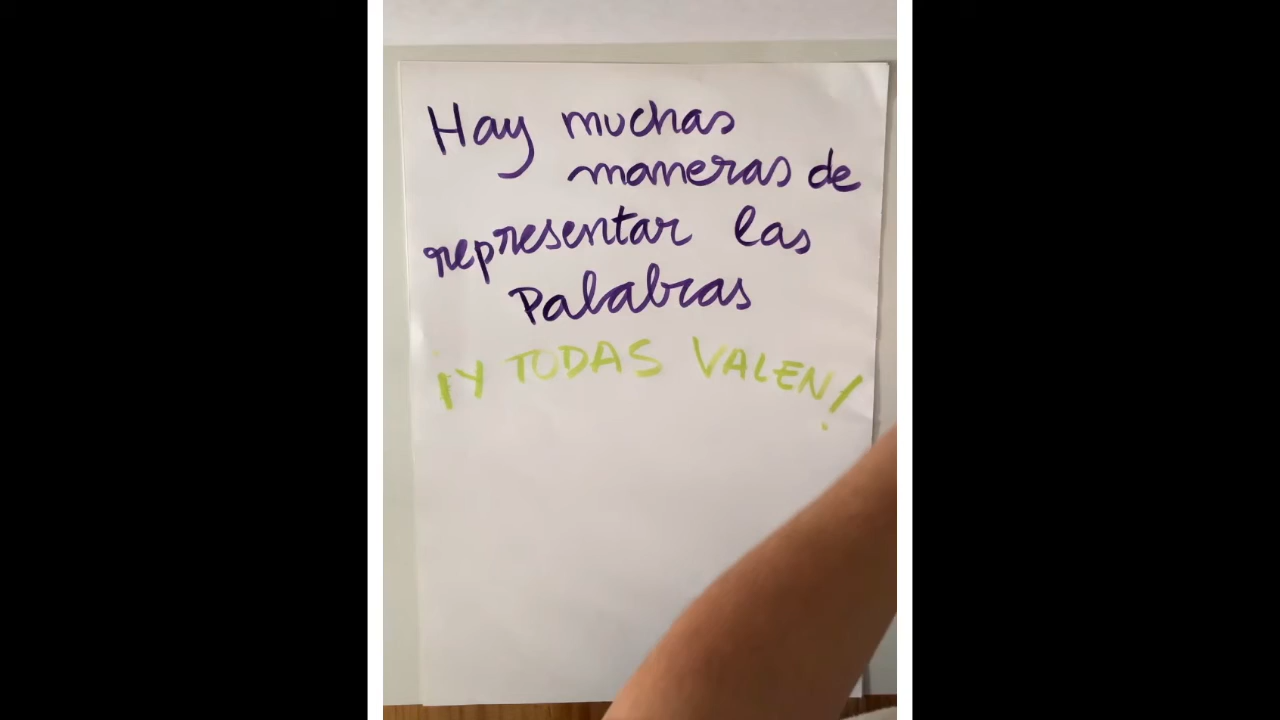 Hay muchas
maneras de
representar las
Palabras
¡Y TODAS VALEN!